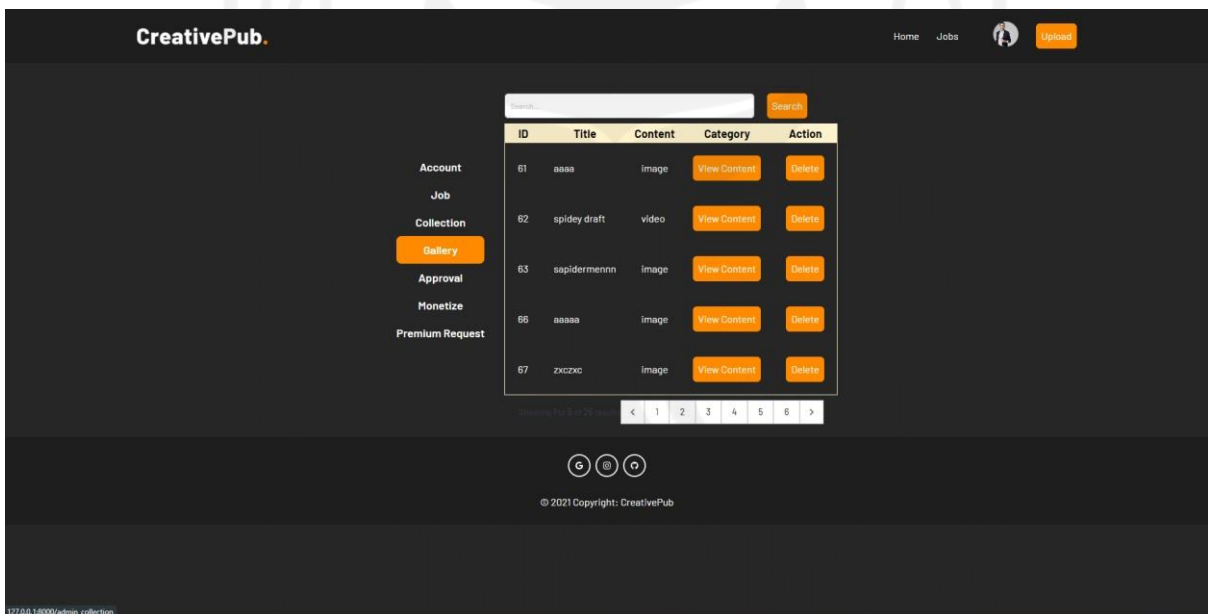 CreativePub.
Home Jobs Upload
Search... Search
ID Title Content Category Action
61 aaaa image View Content Delete
62 spidey draft video View Content Delete
63 sapidermennn image View Content Delete
66 aaaaa image View Content Delete
67 zxczxc image View Content Delete
Account
Job
Collection
Gallery
Approval
Monetize
Premium Request
< 1 2 3 4 5 6 >
© 2021 Copyright: CreativePub
127.0.0.1:8000/admin_collection